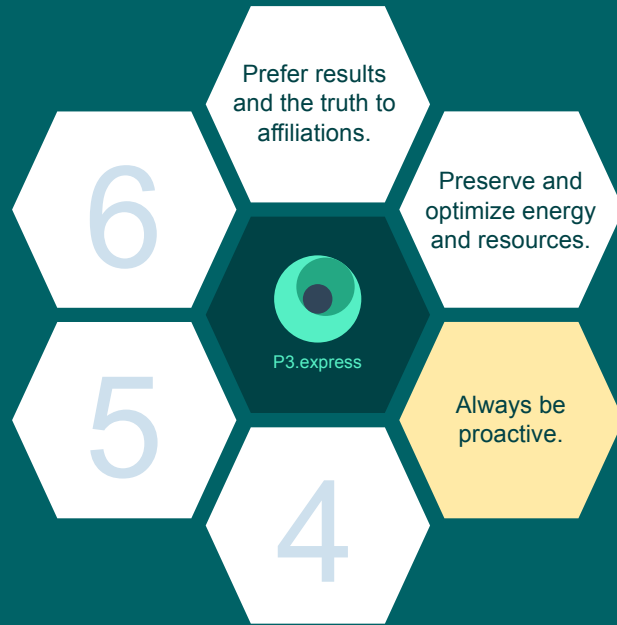 Prefer results
and the truth to
affiliations.
Preserve and
optimize energy
and resources.
Always be
proactive.
4
5
6
P3.express